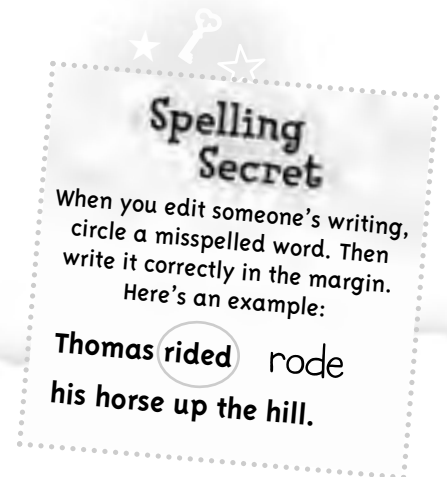 Spelling
Secret
When you edit someone's writing,
circle a misspelled word. Then
write it correctly in the margin.
Here's an example:
Thomas rided rode
his horse up the hill.